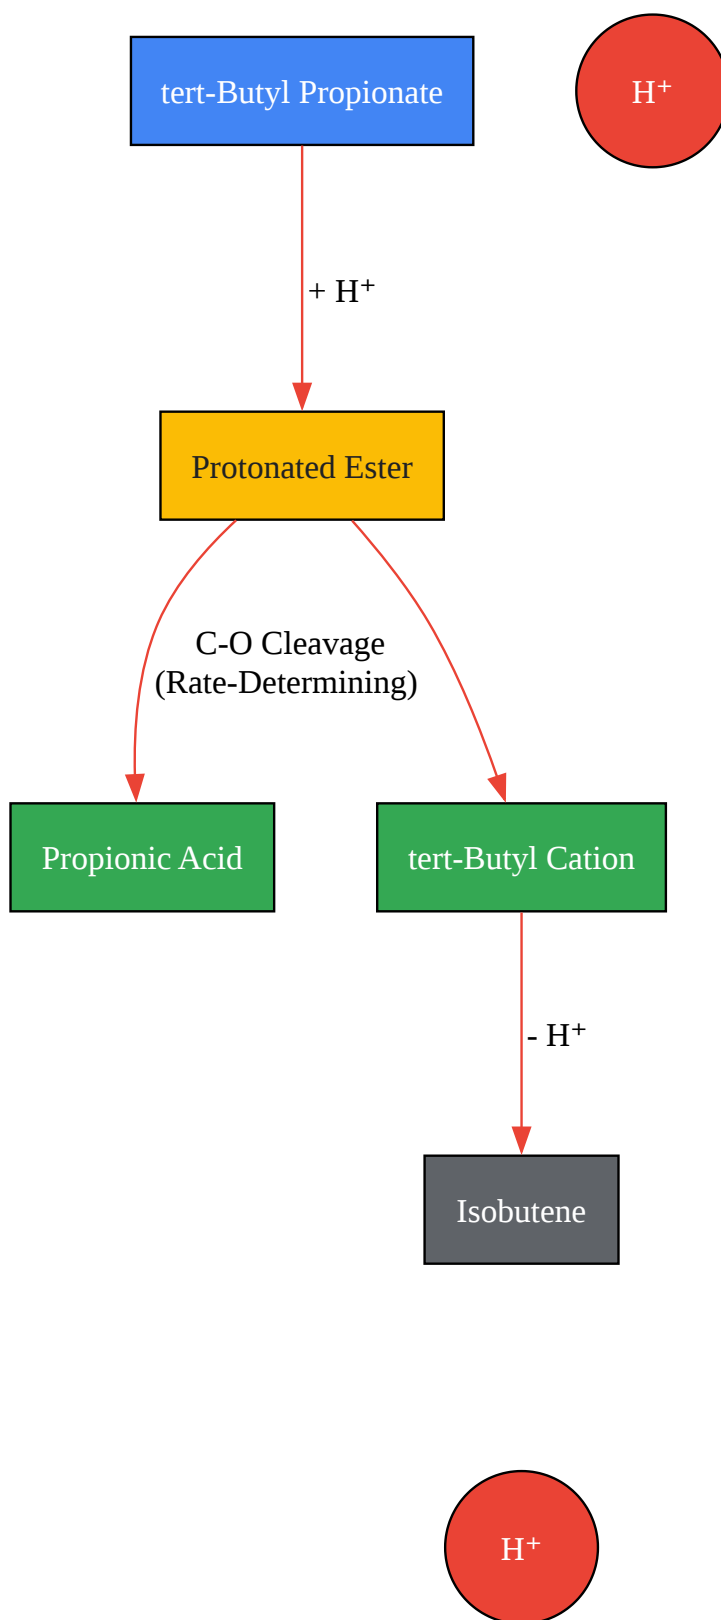 tert-Butyl Propionate
H⁺
+ H⁺
Protonated Ester
C-O Cleavage
(Rate-Determining)
Propionic Acid
tert-Butyl Cation
- H⁺
Isobutene
H⁺